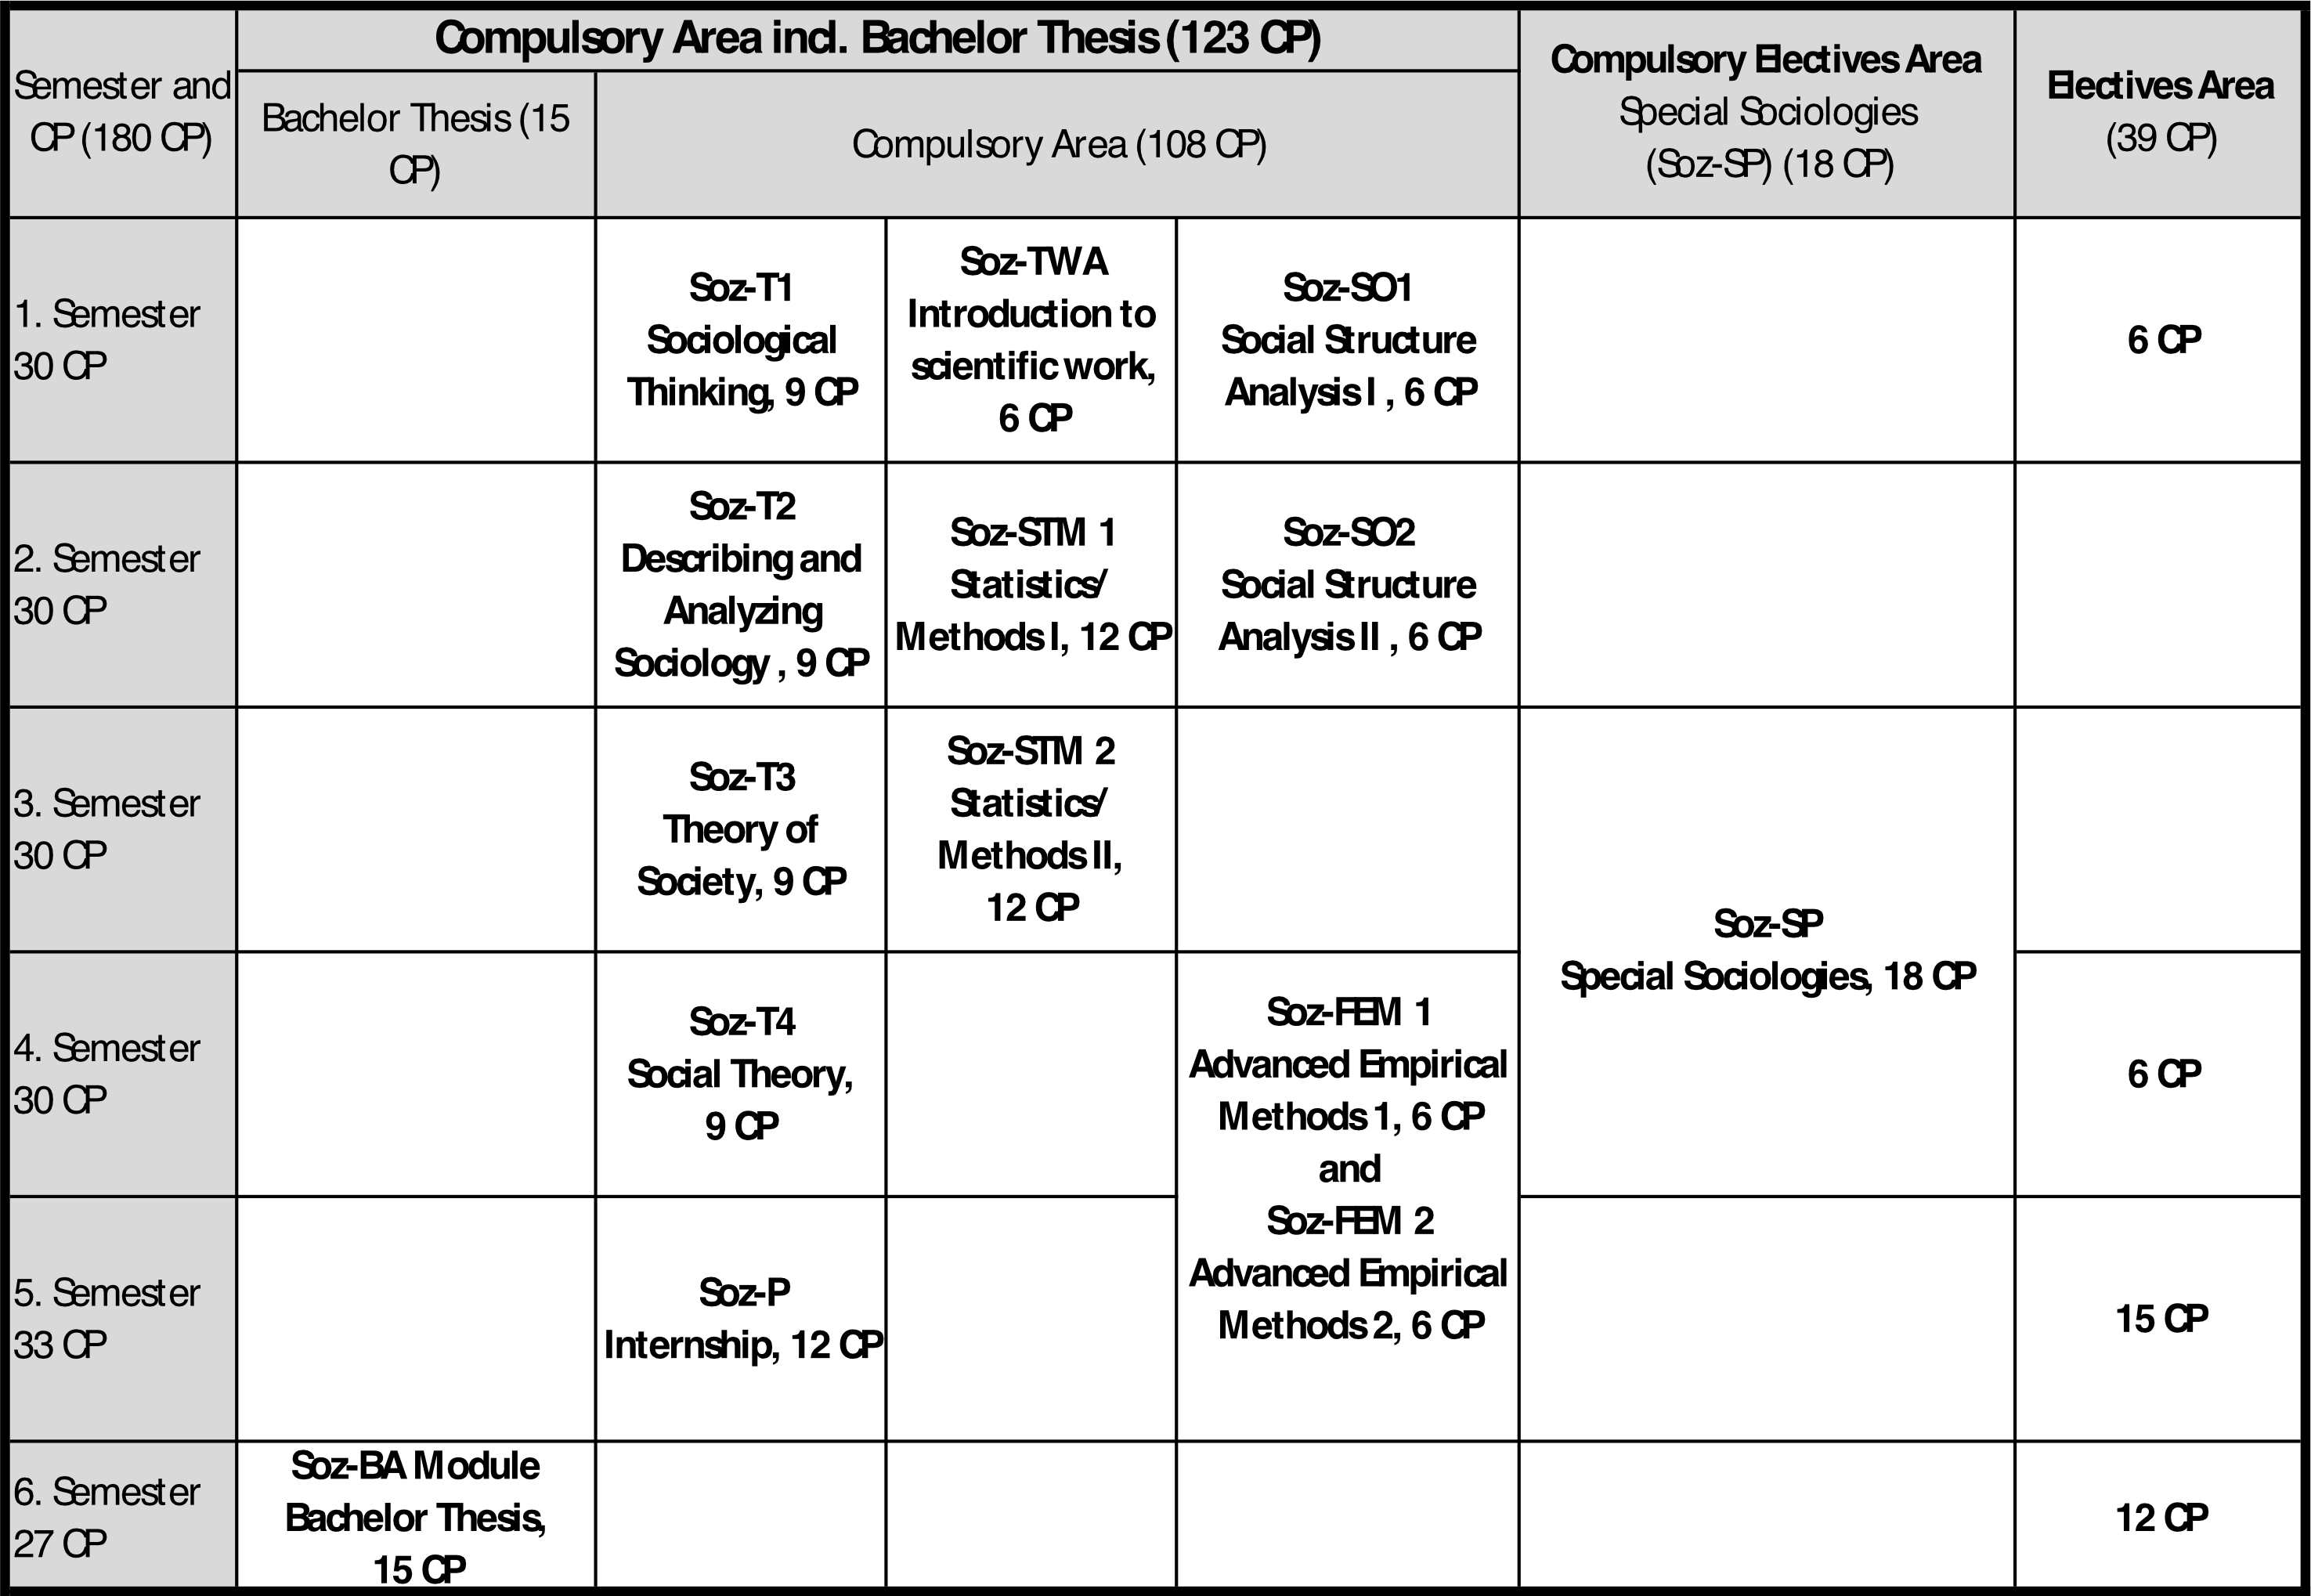 Semester and
CP (180 CP)
Compulsory Area incl. Bachelor Thesis (123 CP)
Bachelor Thesis (15
CP)
Compulsory Area (108 CP)
Compulsory Electives Area
Special Sociologies
(Soz-SP) (18 CP)
Electives Area
(39 CP)
1. Semester
30 CP
Soz-T1
Sociological
Thinking, 9 CP
Soz-TWA
Introduction to
scientific work,
6 CP
Soz-SO1
Social Structure
Analysis I , 6 CP
6 CP
2. Semester
30 CP
Soz-T2
Describing and
Analyzing
Sociology , 9 CP
Soz-STM 1
Statistics/
Methods I, 12 CP
Soz-SO2
Social Structure
Analysis II , 6 CP
3. Semester
30 CP
Soz-T3
Theory of
Society, 9 CP
Soz-STM 2
Statistics/
Methods II,
12 CP
Soz-SP
Special Sociologies, 18 CP
4. Semester
30 CP
Soz-T4
Social Theory,
9 CP
Soz-FEM 1
Advanced Empirical
Methods 1, 6 CP
and
Soz-FEM 2
Advanced Empirical
Methods 2, 6 CP
6 CP
5. Semester
33 CP
Soz-P
Internship, 12 CP
15 CP
6. Semester
27 CP
Soz-BA Module
Bachelor Thesis,
15 CP
12 CP